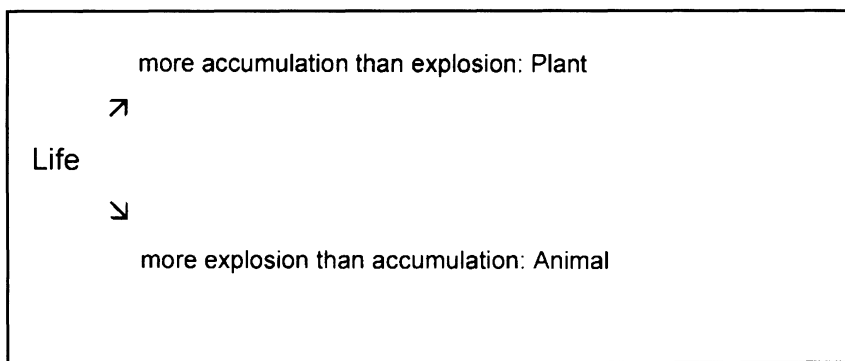 more accumulation than explosion: Plant
↗
Life
↘
more explosion than accumulation: Animal